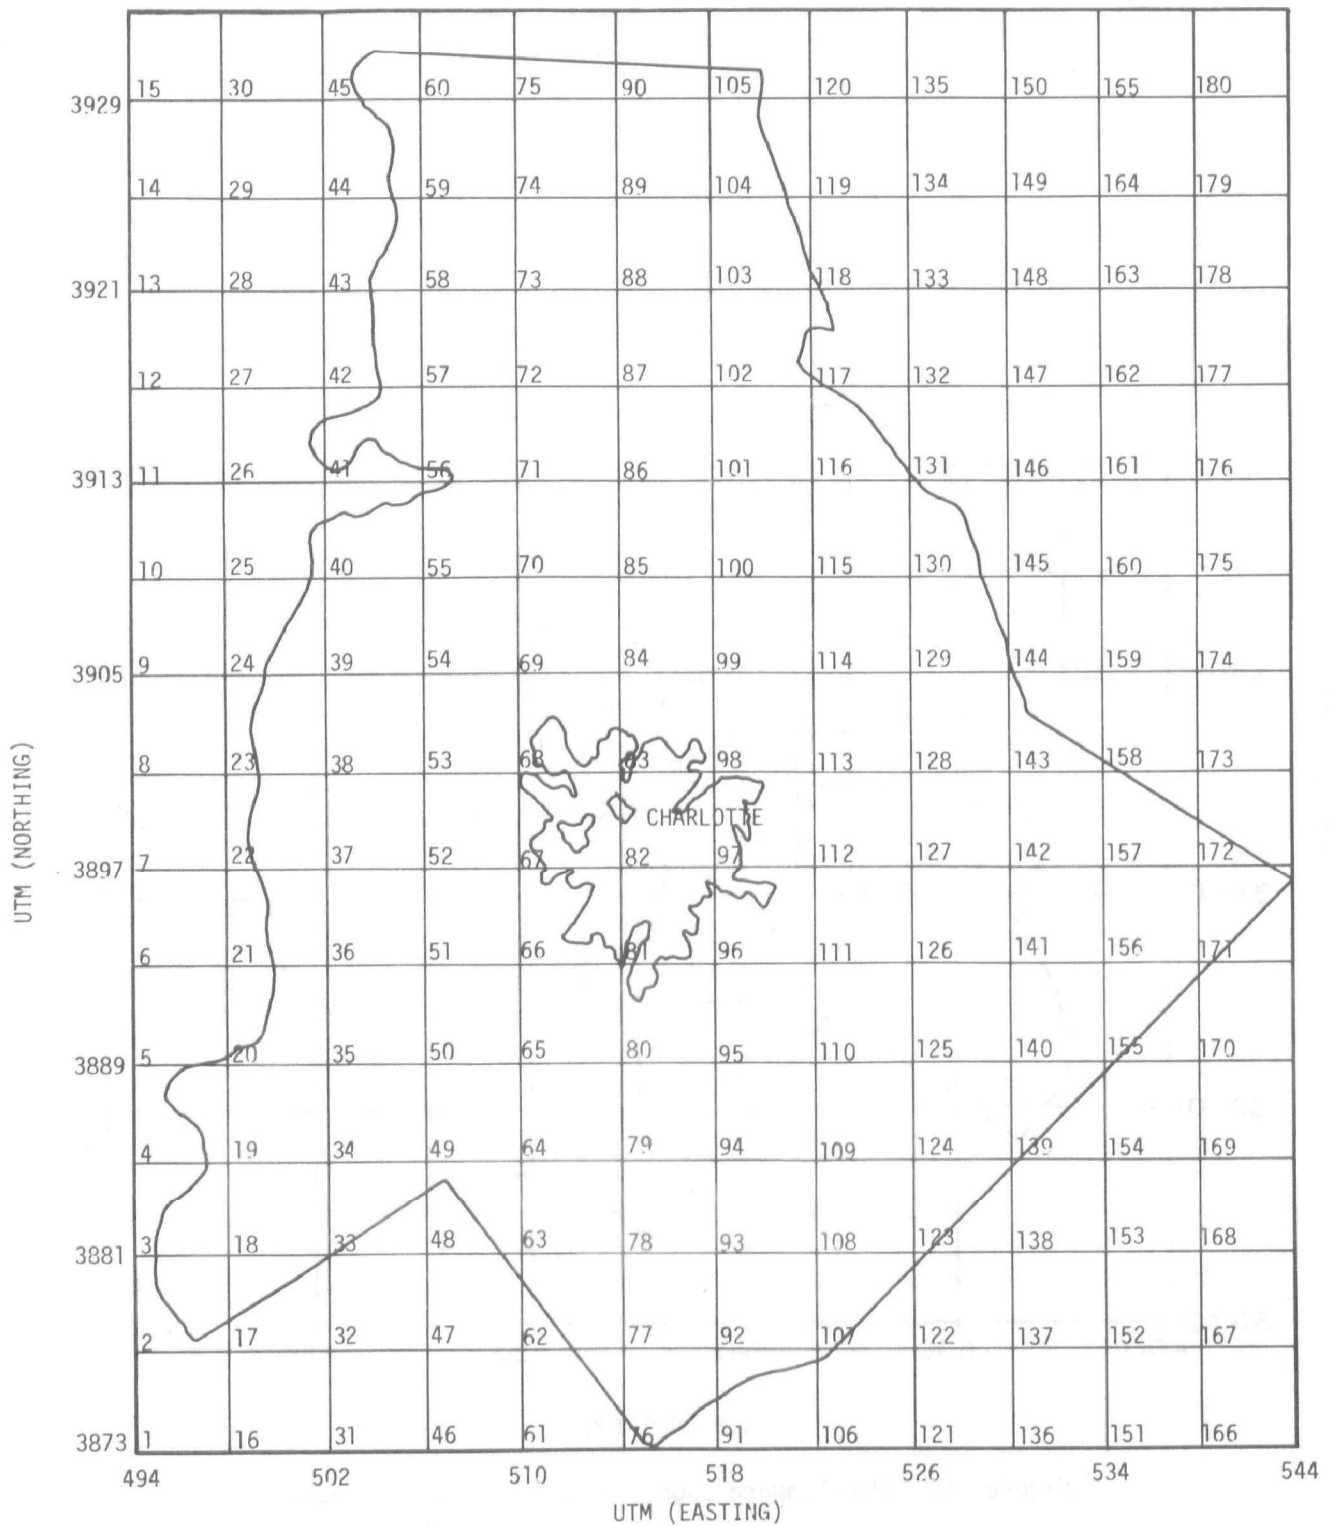 3929 15 30 45 60 75 90 105 120 135 150 165 180
14 29 44 59 74 89 104 119 134 149 164 179
3921 13 28 43 58 73 88 103 118 133 148 163 178
12 27 42 57 72 87 102 117 132 147 162 177
3913 11 26 41 56 71 86 101 116 131 146 161 176
10 25 40 55 70 85 100 115 130 145 160 175
3905 9 24 39 54 69 84 99 114 129 144 159 174
8 23 38 53 68 83 98 113 128 143 158 173
CHARLOTTE
3897 7 22 37 52 67 82 97 112 127 142 157 172
6 21 36 51 66 81 96 111 126 141 156 171
3889 5 20 35 50 65 80 95 110 125 140 155 170
4 19 34 49 64 79 94 109 124 139 154 169
3881 3 18 33 48 63 78 93 108 123 138 153 168
2 17 32 47 62 77 92 107 122 137 152 167
3873 1 16 31 46 61 76 91 106 121 136 151 166
494 502 510 518 526 534 544
UTM (EASTING)
UTM (NORTHING)